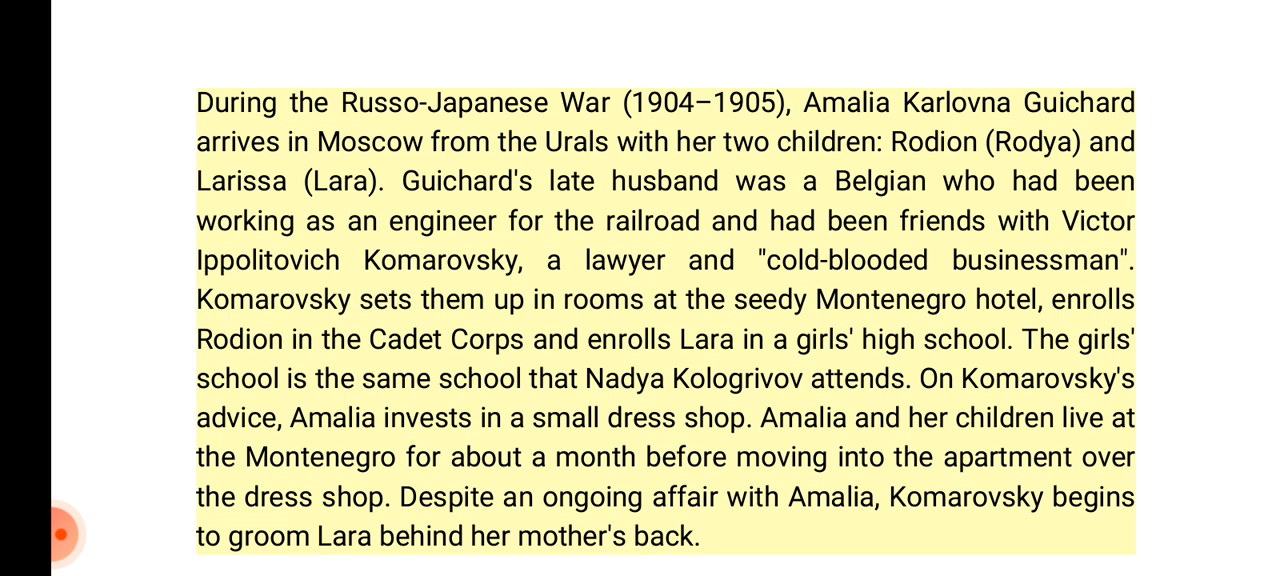 During the Russo-Japanese War (1904–1905), Amalia Karlovna Guichard
arrives in Moscow from the Urals with her two children: Rodion (Rodya) and
Larissa (Lara). Guichard's late husband was a Belgian who had been
working as an engineer for the railroad and had been friends with Victor
Ippolitovich Komarovsky, a lawyer and "cold-blooded businessman".
Komarovsky sets them up in rooms at the seedy Montenegro hotel, enrolls
Rodion in the Cadet Corps and enrolls Lara in a girls' high school. The girls'
school is the same school that Nadya Kologrivov attends. On Komarovsky's
advice, Amalia invests in a small dress shop. Amalia and her children live at
the Montenegro for about a month before moving into the apartment over
the dress shop. Despite an ongoing affair with Amalia, Komarovsky begins
to groom Lara behind her mother's back.